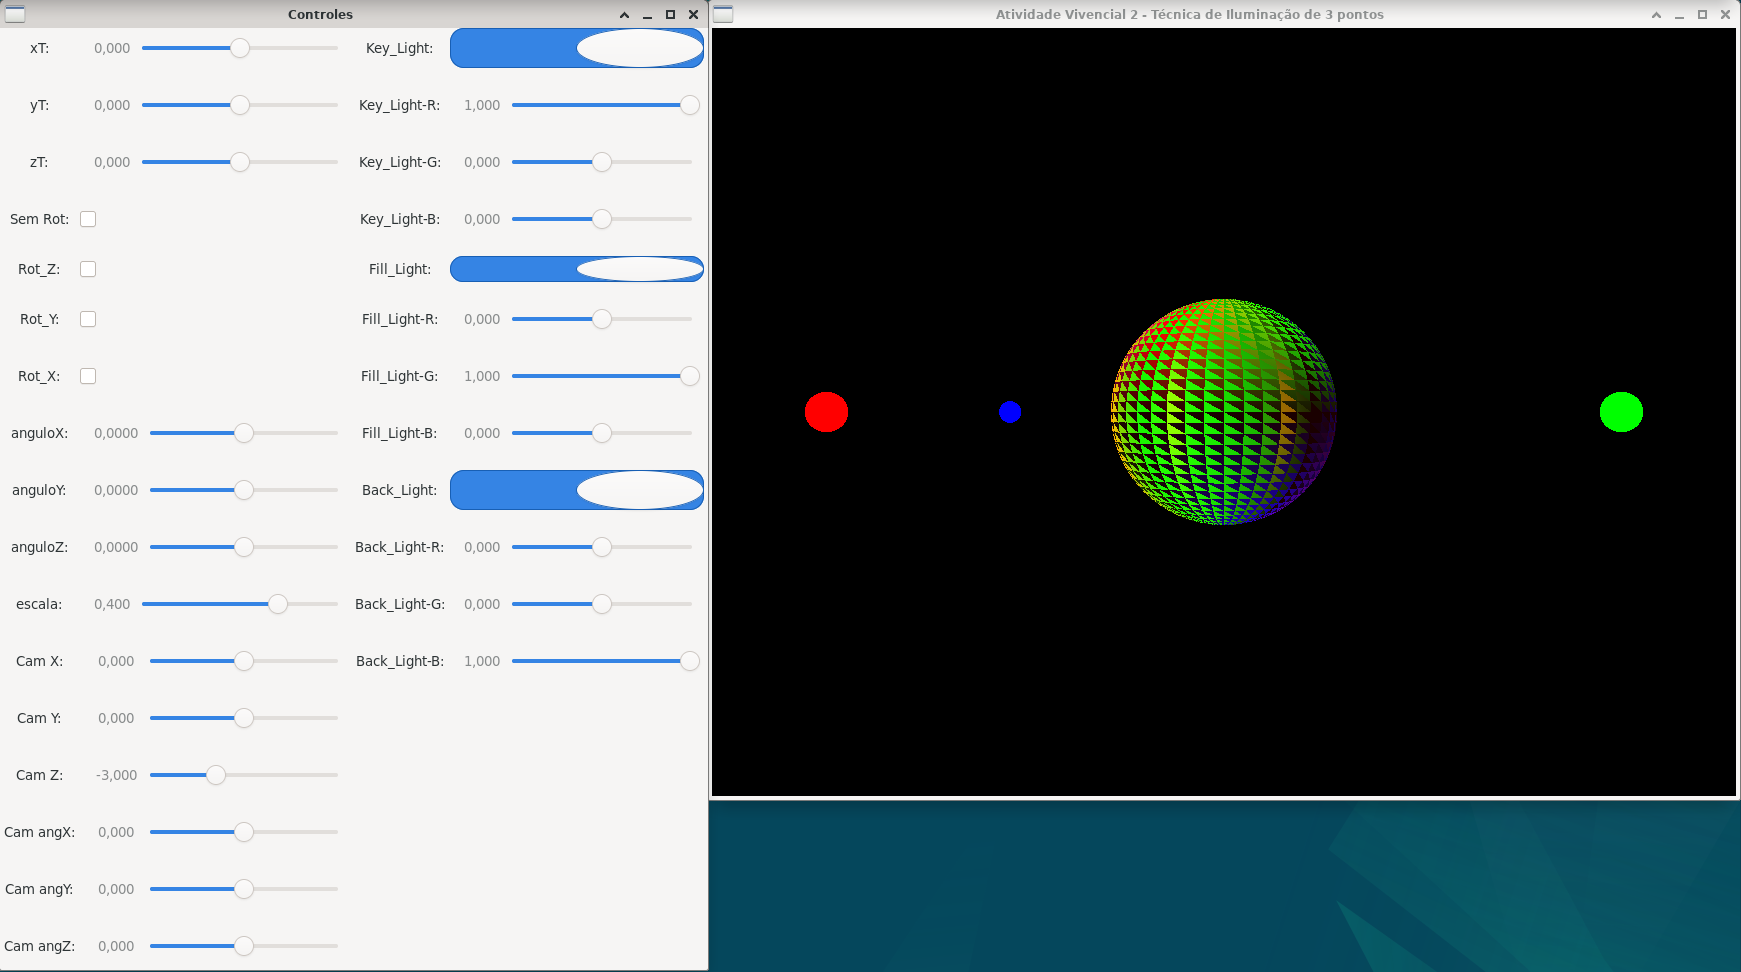 Controles
xT: 0,000
yT: 0,000
zT: 0,000
Sem Rot:
Rot_Z:
Rot_Y:
Rot_X:
anguloX: 0,0000
anguloY: 0,0000
anguloZ: 0,0000
escala: 0,400
Cam X: 0,000
Cam Y: 0,000
Cam Z: -3,000
Cam angX: 0,000
Cam angY: 0,000
Cam angZ: 0,000
Key_Light:
Key_Light-R: 1,000
Key_Light-G: 0,000
Key_Light-B: 0,000
Fill_Light:
Fill_Light-R: 0,000
Fill_Light-G: 1,000
Fill_Light-B: 0,000
Back_Light:
Back_Light-R: 0,000
Back_Light-G: 0,000
Back_Light-B: 1,000
Atividade Vivencial 2 - Técnica de Iluminação de 3 pontos